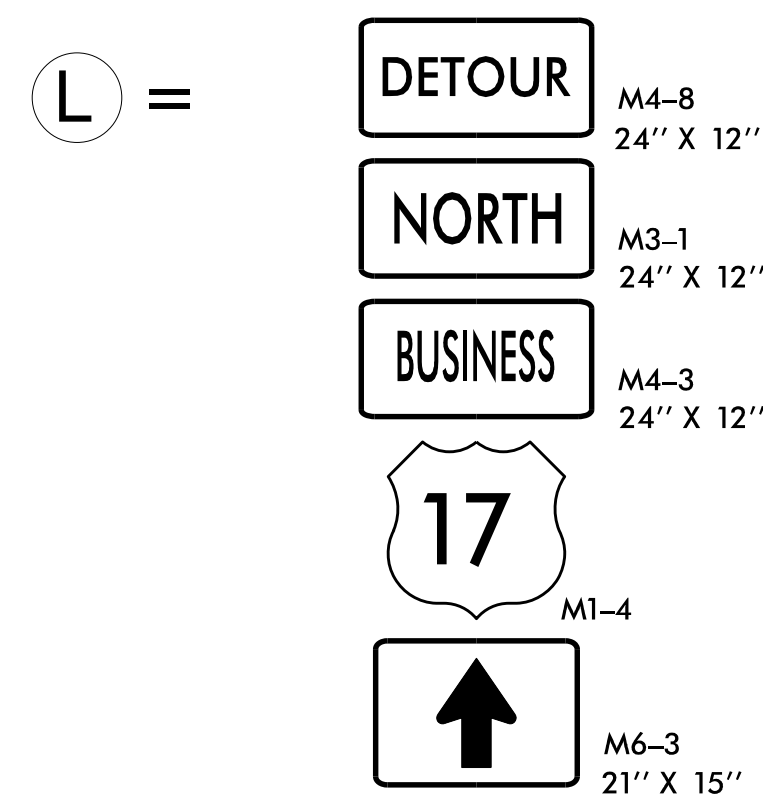 L =
DETOUR
M4–8
24'' X 12''
NORTH
M3–1
24'' X 12''
BUSINESS
M4–3
24'' X 12''
17
M1–4
M6–3
21'' X 15''